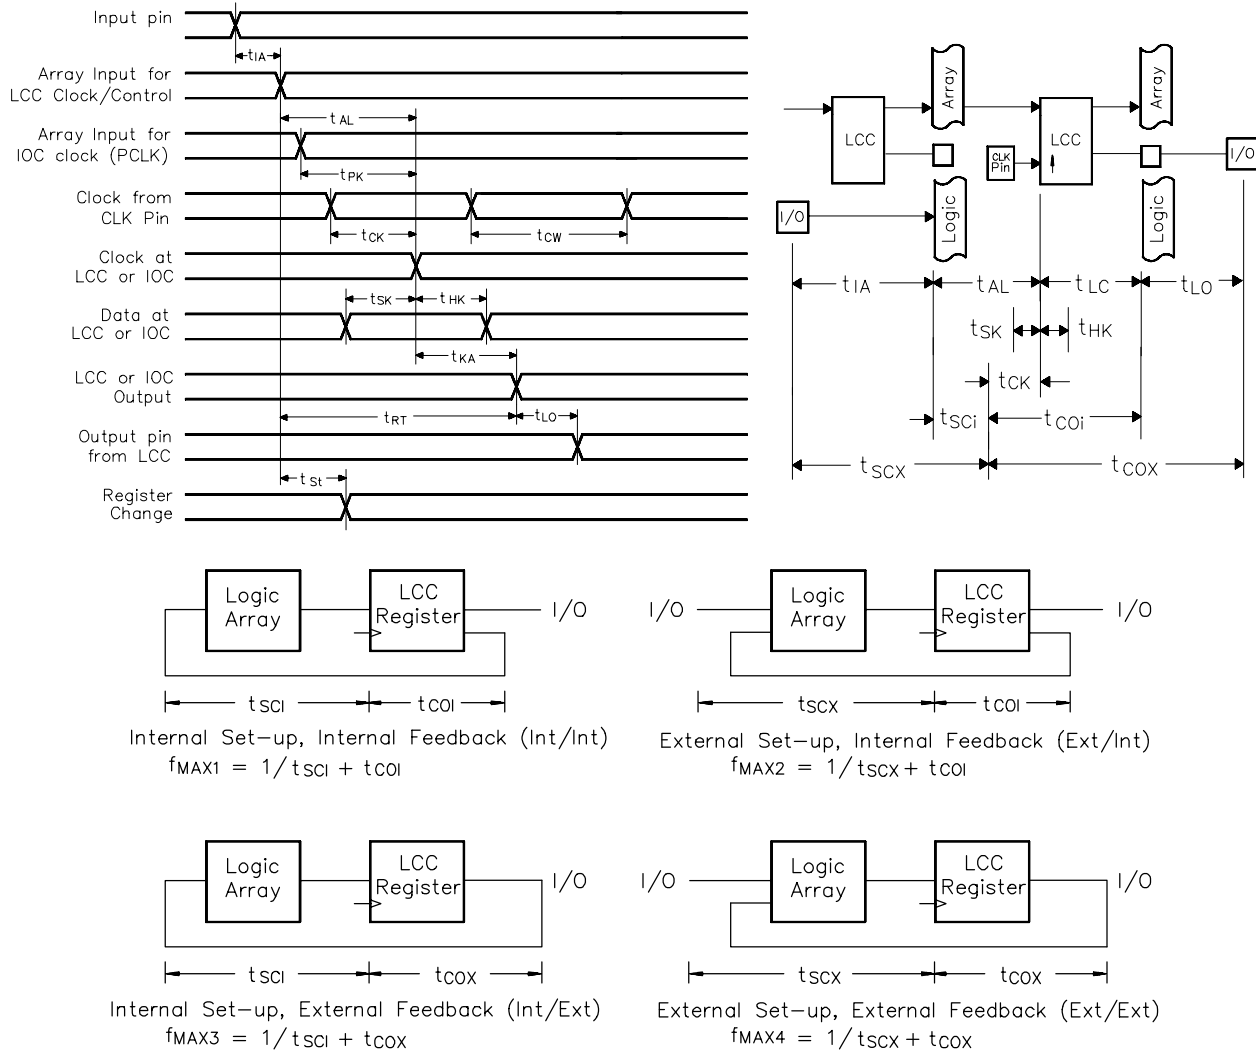 Input pin
tIA
Array Input for
LCC Clock/Control
tAL
Array Input for
IOC clock (PCLK)
tPK
Clock from
CLK Pin
tCK
tCW
Clock at
LCC or IOC
tSK
tHK
Data at
LCC or IOC
tKA
LCC or IOC
Output
tRT
tLO
Output pin
from LCC
tSt
Register
Change
Array
Array
LCC
LCC
CLK
Pin
I/O
I/O
Logic
Logic
tIA
tAL
tLC
tLO
tSK
tHK
tCK
tSCi
tCOi
tSCX
tCOX
Logic
Array
LCC
Register
I/O
tSCI
tCOI
Internal Set-up, Internal Feedback (Int/Int)
fMAX1 = 1/tSCI + tCOI
I/O
Logic
Array
LCC
Register
I/O
tSCX
tCOI
External Set-up, Internal Feedback (Ext/Int)
fMAX2 = 1/tSCX + tCOI
Logic
Array
LCC
Register
I/O
tSCI
tCOX
Internal Set-up, External Feedback (Int/Ext)
fMAX3 = 1/tSCI + tCOX
I/O
Logic
Array
LCC
Register
I/O
tSCX
tCOX
External Set-up, External Feedback (Ext/Ext)
fMAX4 = 1/tSCX + tCOX